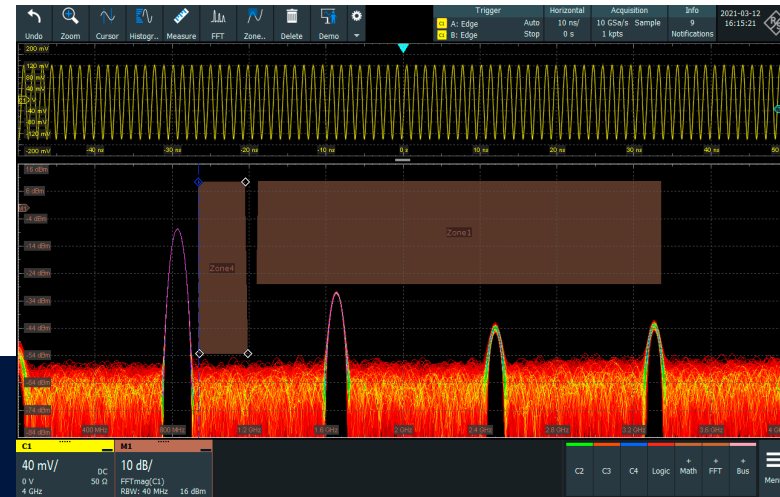 Undo Zoom Cursor Histogr.. Measure FFT Zone.. Delete Demo
Trigger Horizontal Acquisition Info
C1 A: Edge Auto 10 ns/ 10 GSa/s Sample 9
C1 B: Edge Stop 0 s 1 kpts Notifications
2021-03-12
16:15:21
200 mV
120 mV
-40 mV
-80 mV
-120 mV
-200 mV -40 ns -30 ns -20 ns -10 ns 0 s 10 ns 20 ns 30 ns 40 ns 50
16 dBm
6 dBm
M1
-4 dBm
Zone1
-14 dBm
Zone4
-24 dBm
-34 dBm
-44 dBm
-54 dBm
-64 dBm
-74 dBm
-84 dBm 400 MHz 800 MHz 1.2 GHz 1.6 GHz 2 GHz 2.4 GHz 2.8 GHz 3.2 GHz 3.6 GHz 4 G
C1 M1
40 mV/ DC 10 dB/
0 V 50 Ω FFTmag(C1)
4 GHz RBW: 40 MHz 16 dBm
C2 C3 C4 Logic + Math + FFT + Bus
Men